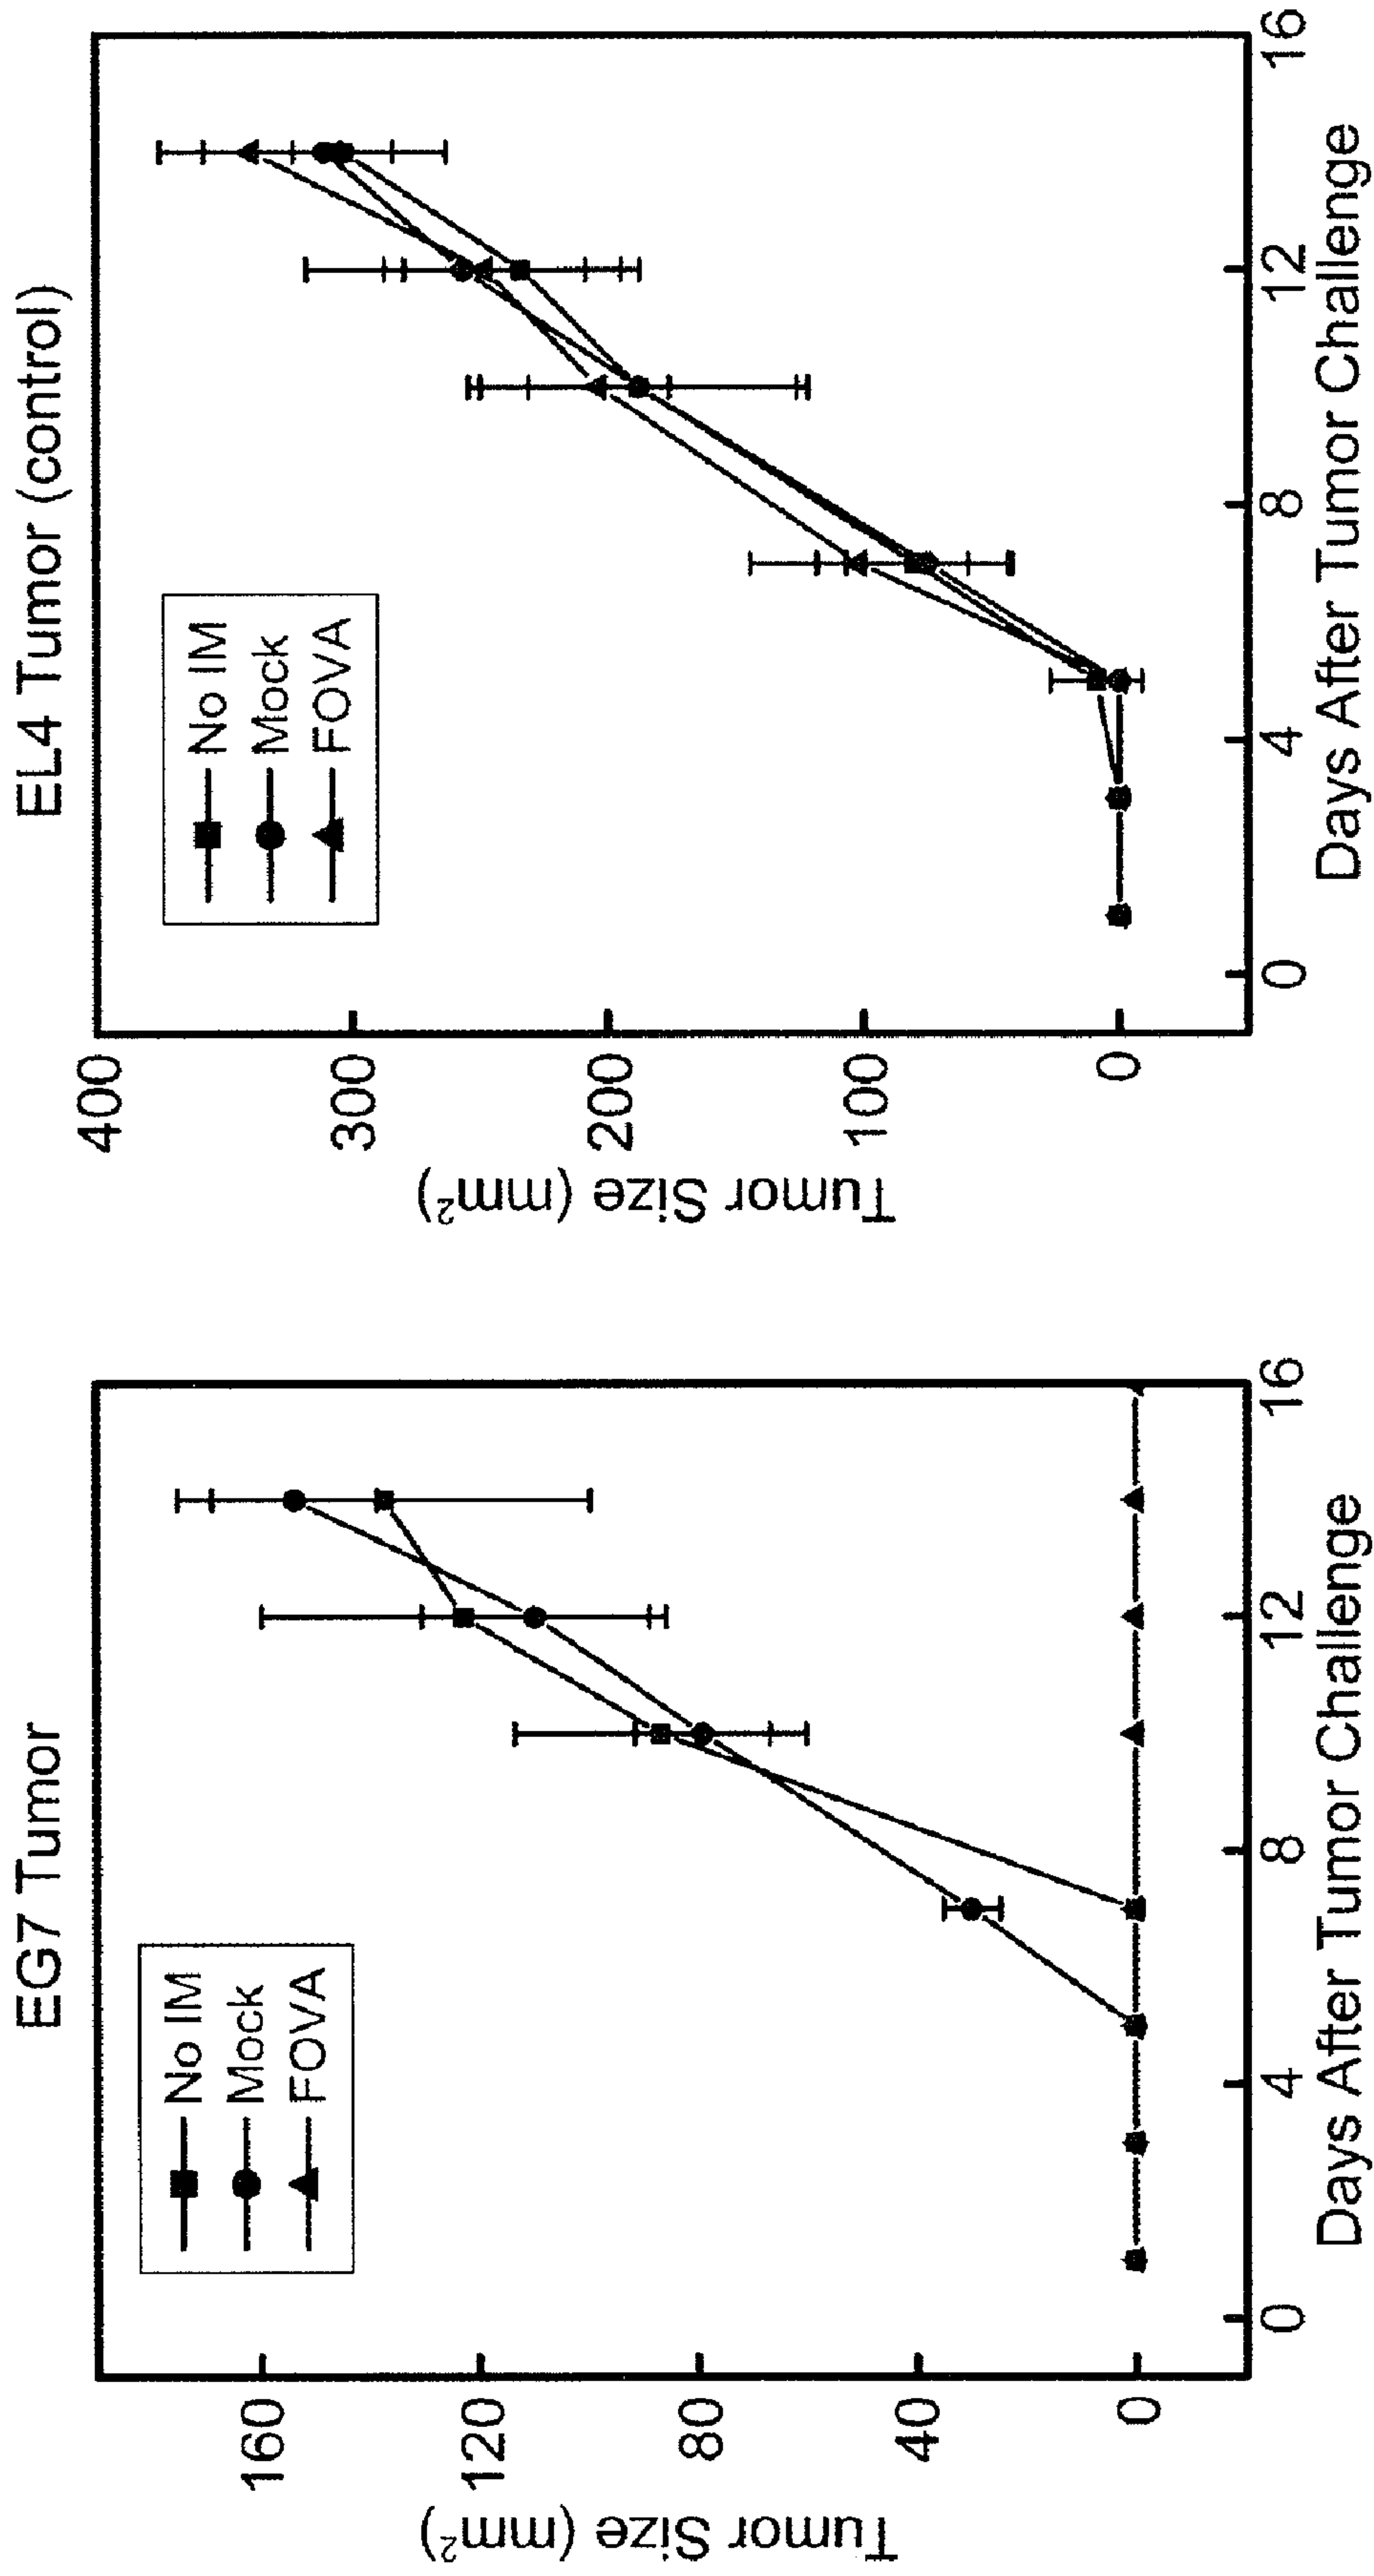 EG7 Tumor
No IM
Mock
FOVA
160
120
80
40
0
Tumor Size (mm²)
0 4 8 12 16
Days After Tumor Challenge
EL4 Tumor (control)
No IM
Mock
FOVA
400
300
200
100
0
Tumor Size (mm²)
0 4 8 12 16
Days After Tumor Challenge